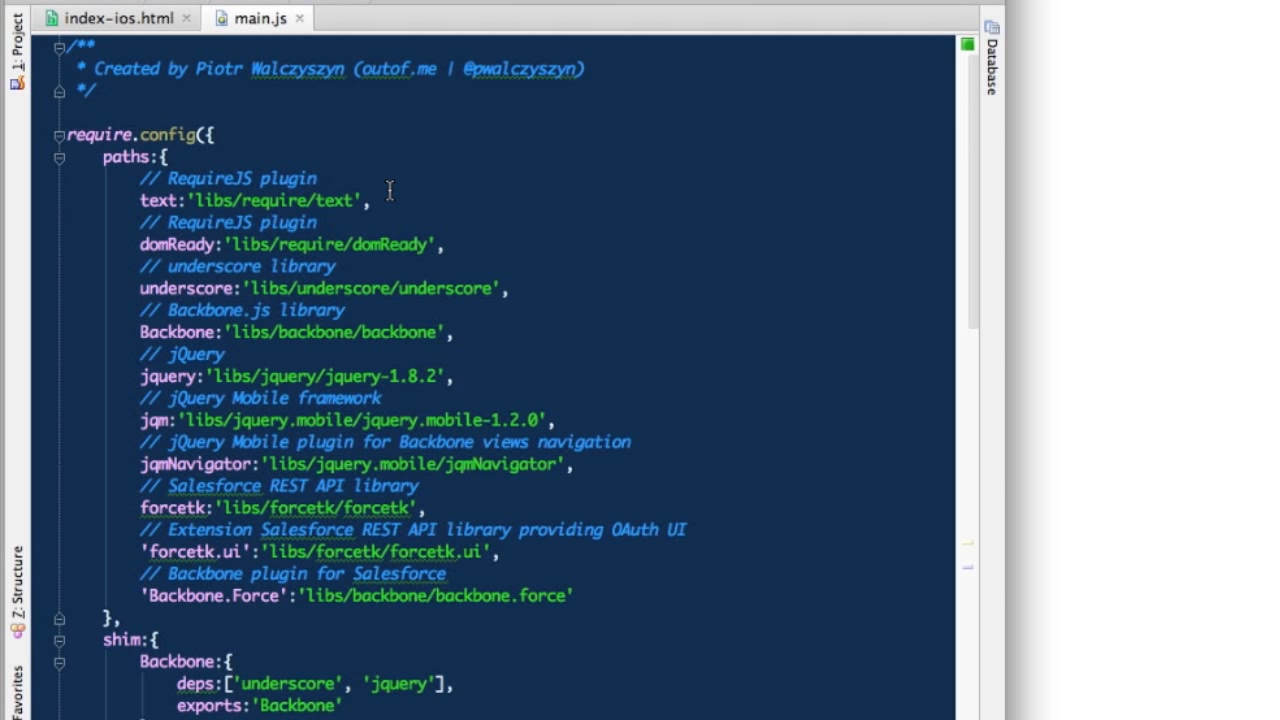 index-ios.html
main.js
1: Project
Database
/**
* Created by Piotr Walczyszyn (outof.me | @pwalczyszyn)
*/
require.config({
paths:{
// RequireJS plugin
text:'libs/require/text',
// RequireJS plugin
domReady:'libs/require/domReady',
// underscore library
underscore:'libs/underscore/underscore',
// Backbone.js library
Backbone:'libs/backbone/backbone',
// jQuery
jquery:'libs/jquery/jquery-1.8.2',
// jQuery Mobile framework
jqm:'libs/jquery.mobile/jquery.mobile-1.2.0',
// jQuery Mobile plugin for Backbone views navigation
jqmNavigator:'libs/jquery.mobile/jqmNavigator',
// Salesforce REST API library
forcetk:'libs/forcetk/forcetk',
// Extension Salesforce REST API library providing OAuth UI
'forcetk.ui':'libs/forcetk/forcetk.ui',
// Backbone plugin for Salesforce
'Backbone.Force':'libs/backbone/backbone.force'
},
shim:{
Backbone:{
deps:['underscore', 'jquery'],
exports:'Backbone'
7: Structure
Favorites